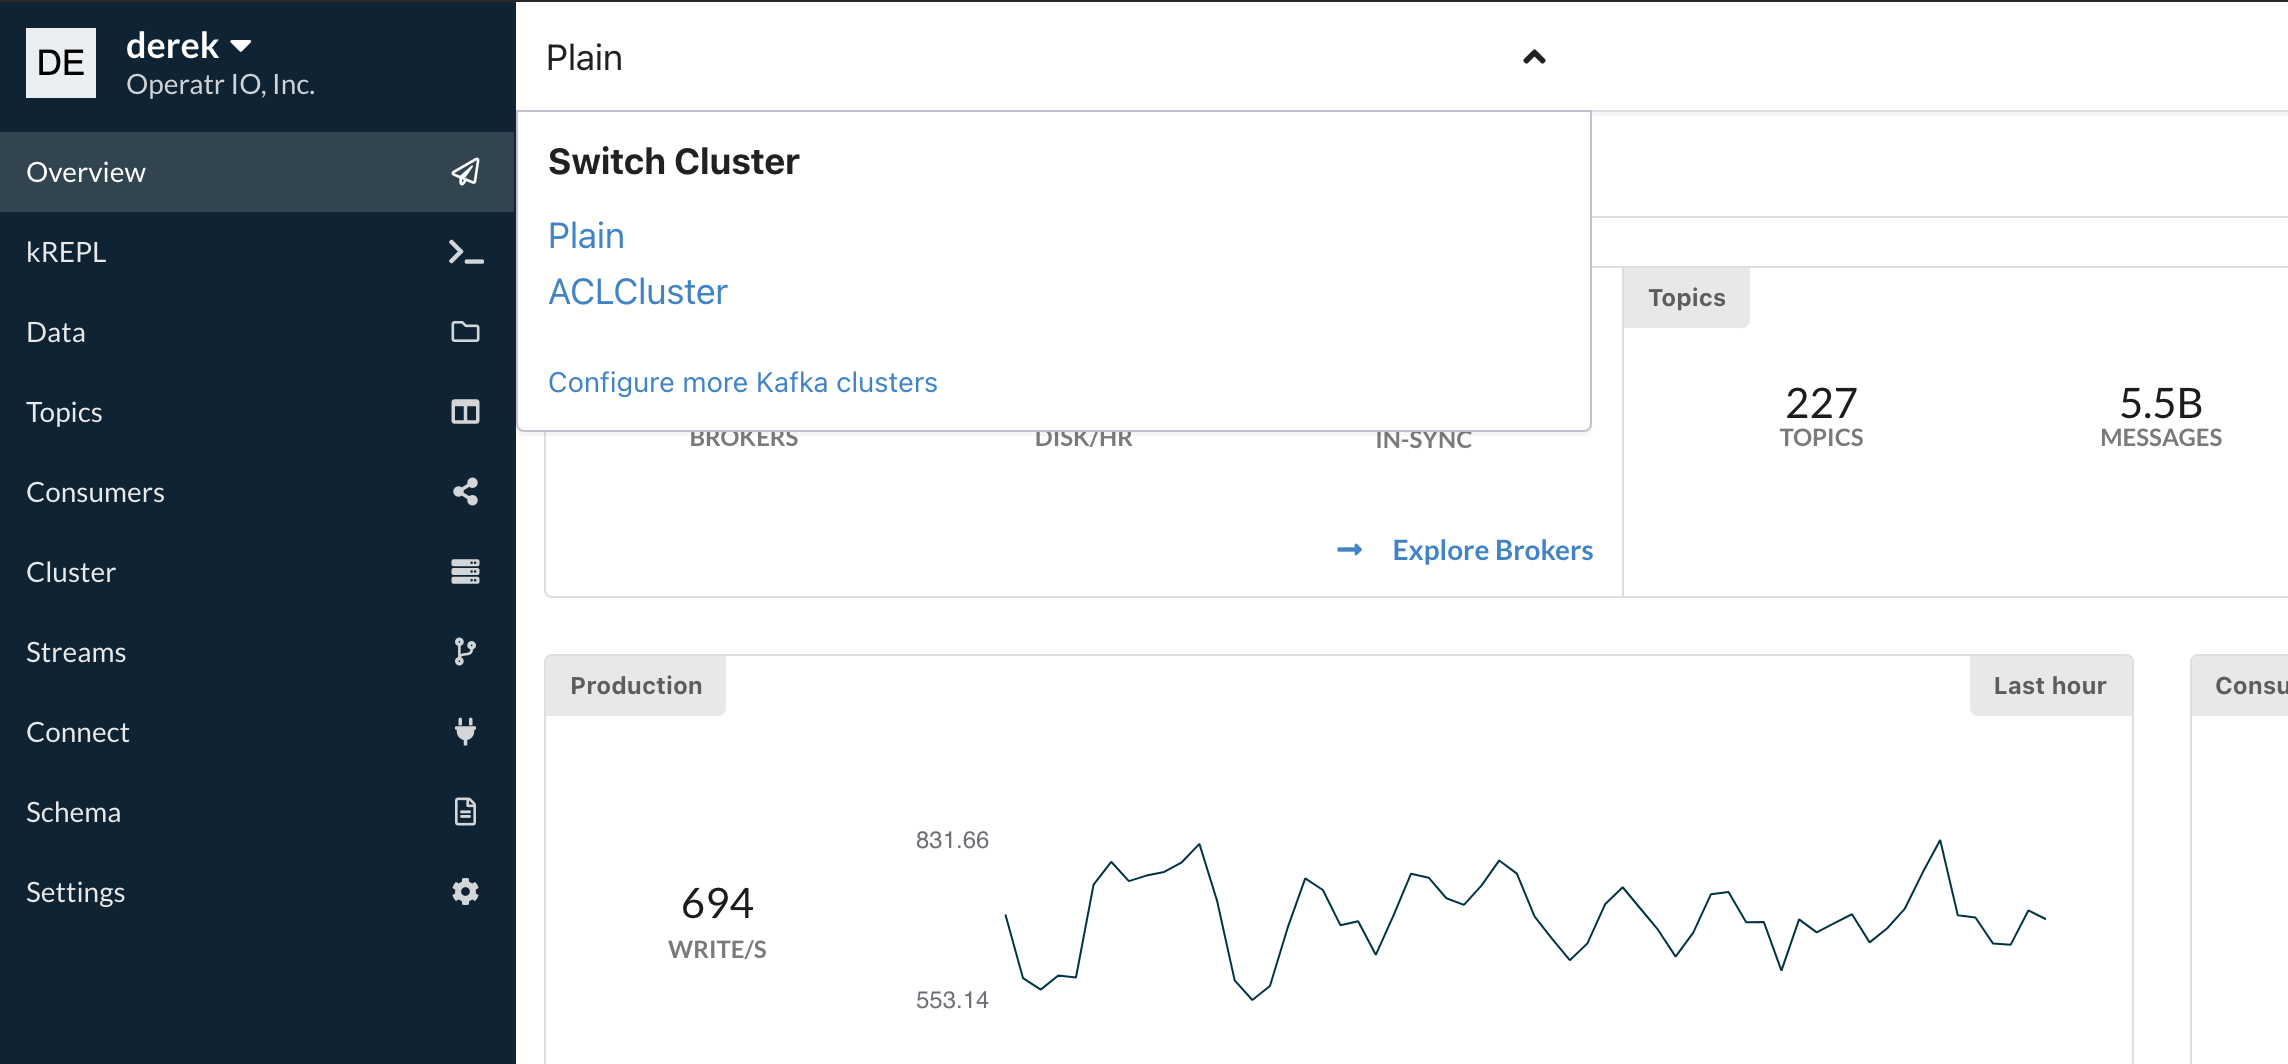 DE
derek
Operatr IO, Inc.
Overview
kREPL
Data
Topics
Consumers
Cluster
Streams
Connect
Schema
Settings
Plain
Switch Cluster
Plain
ACLCluster
Configure more Kafka clusters
BROKERS
DISK/HR
IN-SYNC
Explore Brokers
Topics
227
TOPICS
5.5B
MESSAGES
Production
Last hour
694
WRITE/S
831.66
553.14
Consu